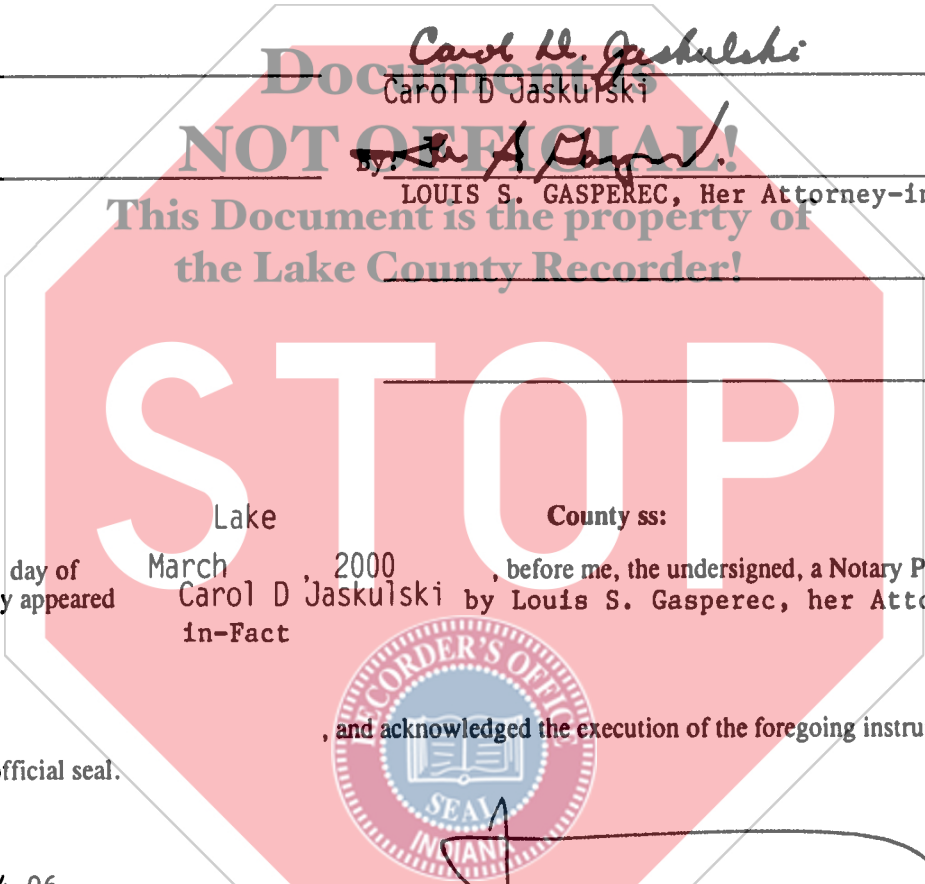 Carol D. Jaskulski
Document is
Carol D Jaskulski
NOT OFFICIAL!
By:
LOUIS S. GASPEREC, Her Attorney-in
This Document is the property of
the Lake County Recorder!
STOP
Lake County ss:
day of March , 2000 , before me, the undersigned, a Notary P
y appeared Carol D Jaskulski by Louis S. Gasperec, her Atto
in-Fact
RECORDER'S OFFICE
, and acknowledged the execution of the foregoing instru
official seal.
SEAL
INDIANA
06